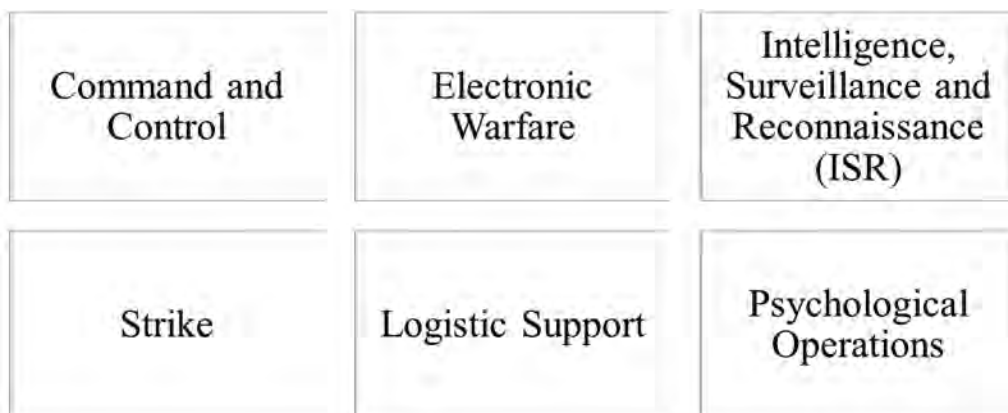 Command and
Control
Electronic
Warfare
Intelligence,
Surveillance and
Reconnaissance
(ISR)
Strike
Logistic Support
Psychological
Operations